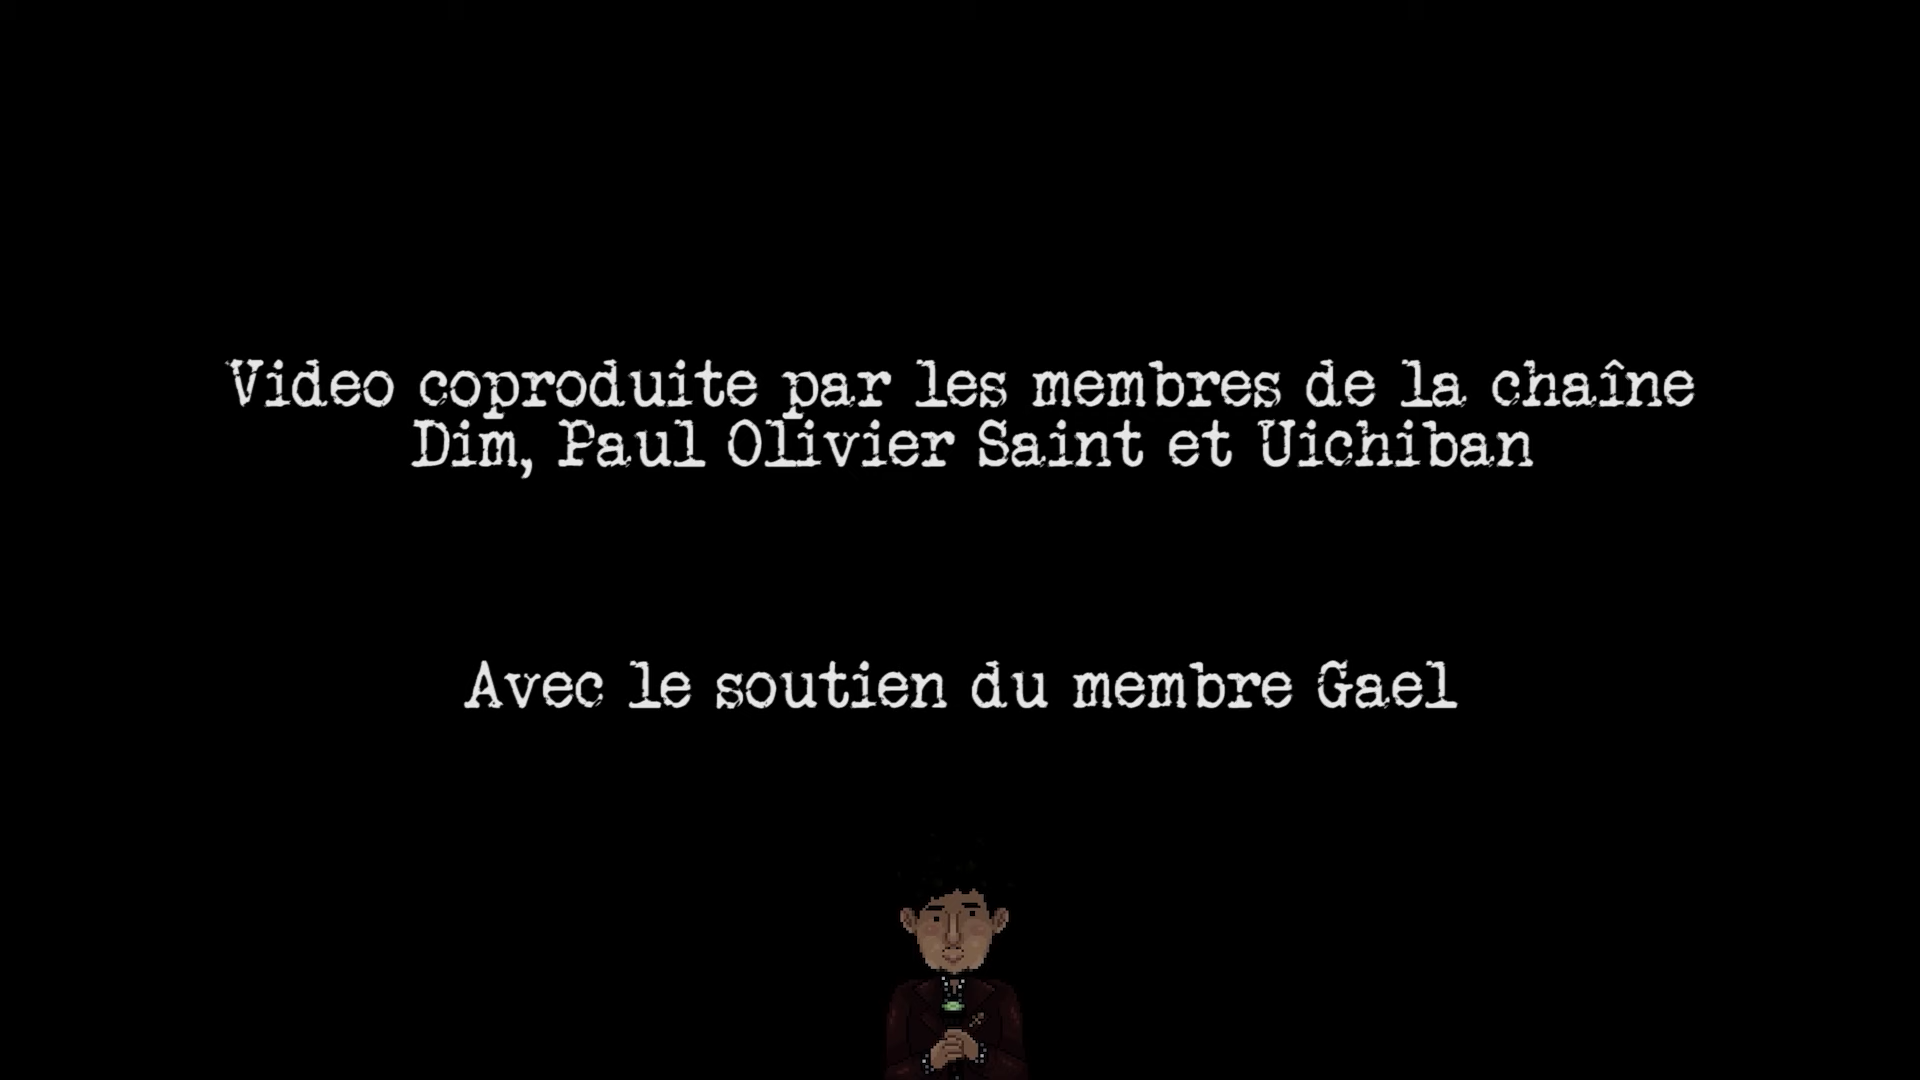 Video coproduite par les membres de la chaîne
Dim, Paul Olivier Saint et Uichiban
Avec le soutien du membre Gael